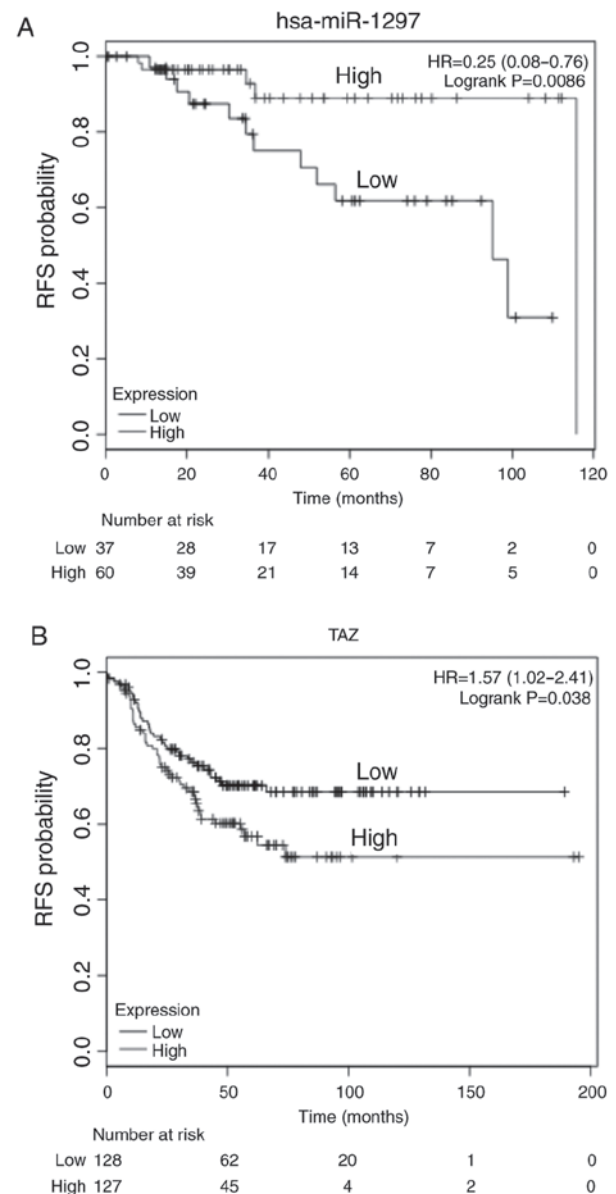 A
hsa-miR-1297
HR=0.25 (0.08–0.76)
Logrank P=0.0086
High
Low
RFS probability
1.0
0.8
0.6
0.4
0.2
0.0
Expression
Low
High
0 20 40 60 80 100 120
Time (months)
Number at risk
Low 37 28 17 13 7 2 0
High 60 39 21 14 7 5 0
B
TAZ
HR=1.57 (1.02–2.41)
Logrank P=0.038
Low
High
RFS probability
1.0
0.8
0.6
0.4
0.2
0.0
Expression
Low
High
0 50 100 150 200
Time (months)
Number at risk
Low 128 62 20 1 0
High 127 45 4 2 0